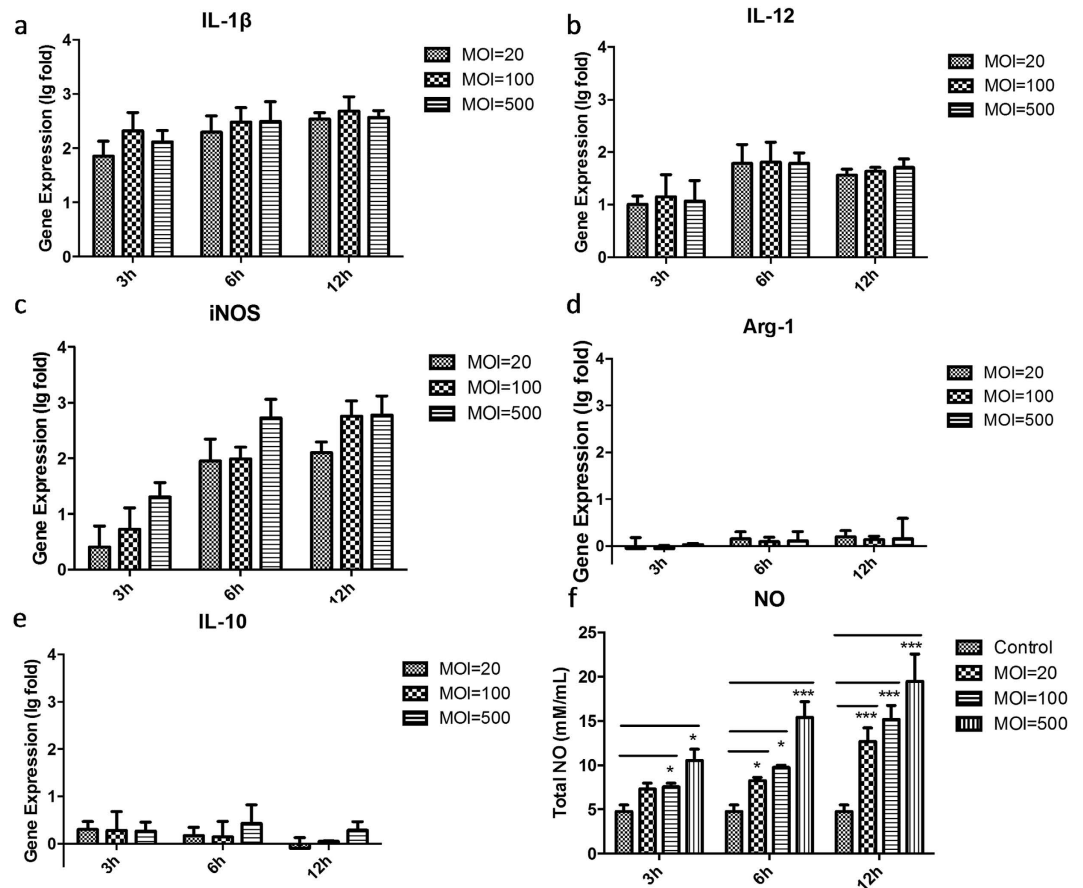 a
IL-1β
Gene Expression (lg fold)
4
3
2
1
0
3h
6h
12h
MOI=20
MOI=100
MOI=500
b
IL-12
Gene Expression (lg fold)
4
3
2
1
0
3h
6h
12h
MOI=20
MOI=100
MOI=500
c
iNOS
Gene Expression (lg fold)
4
3
2
1
0
3h
6h
12h
MOI=20
MOI=100
MOI=500
d
Arg-1
Gene Expression (lg fold)
4
3
2
1
0
3h
6h
12h
MOI=20
MOI=100
MOI=500
e
IL-10
Gene Expression (lg fold)
4
3
2
1
0
3h
6h
12h
MOI=20
MOI=100
MOI=500
f
NO
Total NO (mM/mL)
25
20
15
10
5
0
* *
* * ***
*** *** ***
3h
6h
12h
Control
MOI=20
MOI=100
MOI=500